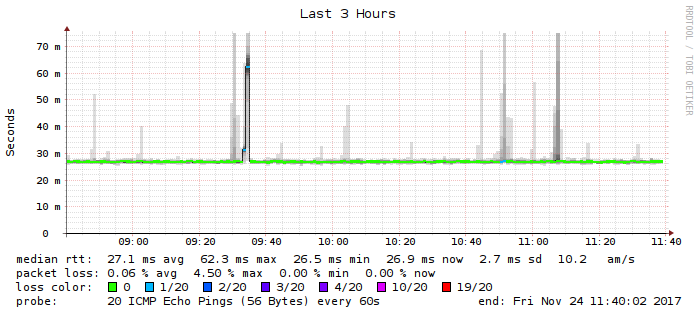 Last 3 Hours
RRDTOOL / TOBI OETIKER
Seconds
70 m
60 m
50 m
40 m
30 m
20 m
10 m
0
09:00 09:20 09:40 10:00 10:20 10:40 11:00 11:20 11:40
median rtt: 27.1 ms avg 62.3 ms max 26.5 ms min 26.9 ms now 2.7 ms sd 10.2 am/s
packet loss: 0.06 % avg 4.50 % max 0.00 % min 0.00 % now
loss color: 0 1/20 2/20 3/20 4/20 10/20 19/20
probe: 20 ICMP Echo Pings (56 Bytes) every 60s end: Fri Nov 24 11:40:02 2017